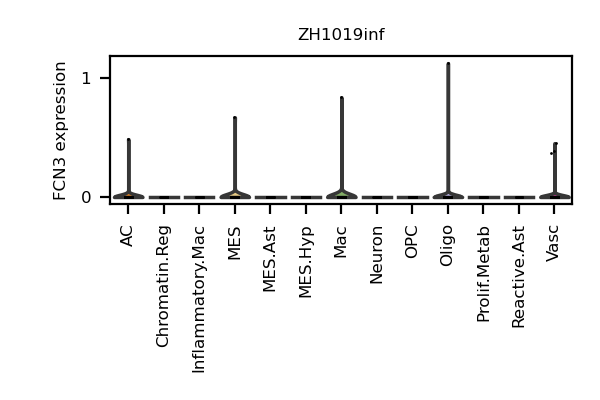 ZH1019inf
FCN3 expression
1
0
AC
Chromatin.Reg
Inflammatory.Mac
MES
MES.Ast
MES.Hyp
Mac
Neuron
OPC
Oligo
Prolif.Metab
Reactive.Ast
Vasc